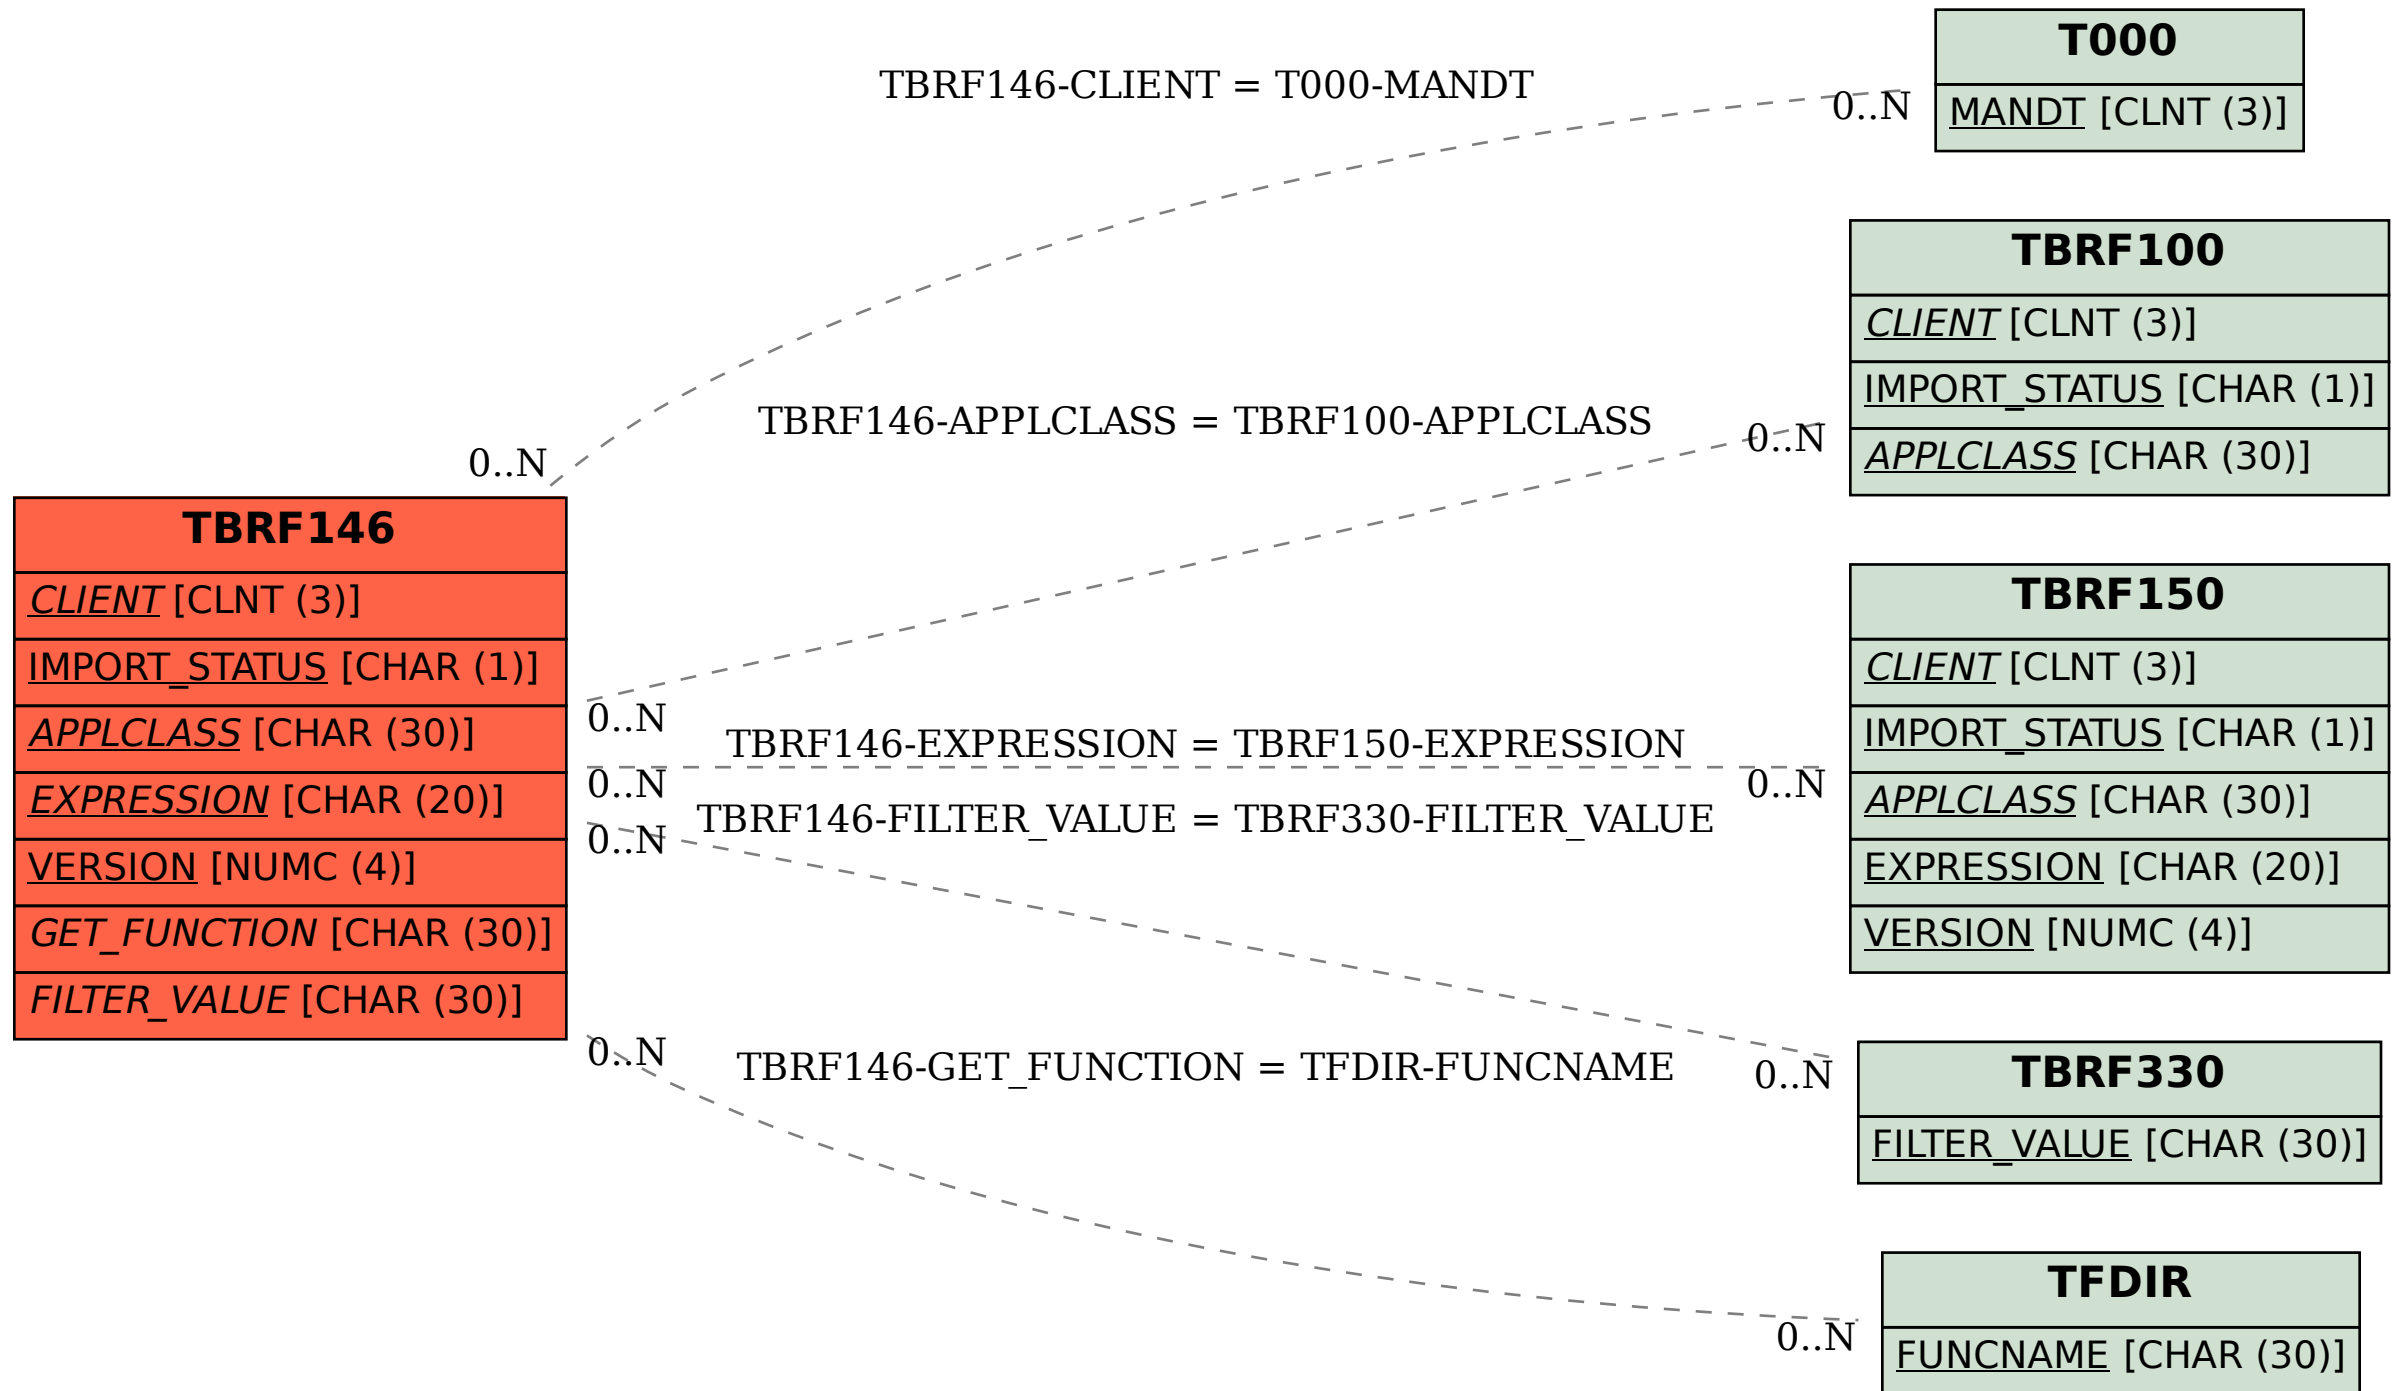 TBRF146
CLIENT [CLNT (3)]
IMPORT_STATUS [CHAR (1)]
APPLCLASS [CHAR (30)]
EXPRESSION [CHAR (20)]
VERSION [NUMC (4)]
GET_FUNCTION [CHAR (30)]
FILTER_VALUE [CHAR (30)]
TBRF146-CLIENT = T000-MANDT
0..N
0..N
TBRF146-APPLCLASS = TBRF100-APPLCLASS
0..N
0..N
TBRF146-EXPRESSION = TBRF150-EXPRESSION
0..N
0..N
TBRF146-FILTER_VALUE = TBRF330-FILTER_VALUE
0..N
0..N
TBRF146-GET_FUNCTION = TFDIR-FUNCNAME
0..N
0..N
T000
MANDT [CLNT (3)]
TBRF100
CLIENT [CLNT (3)]
IMPORT_STATUS [CHAR (1)]
APPLCLASS [CHAR (30)]
TBRF150
CLIENT [CLNT (3)]
IMPORT_STATUS [CHAR (1)]
APPLCLASS [CHAR (30)]
EXPRESSION [CHAR (20)]
VERSION [NUMC (4)]
TBRF330
FILTER_VALUE [CHAR (30)]
TFDIR
FUNCNAME [CHAR (30)]